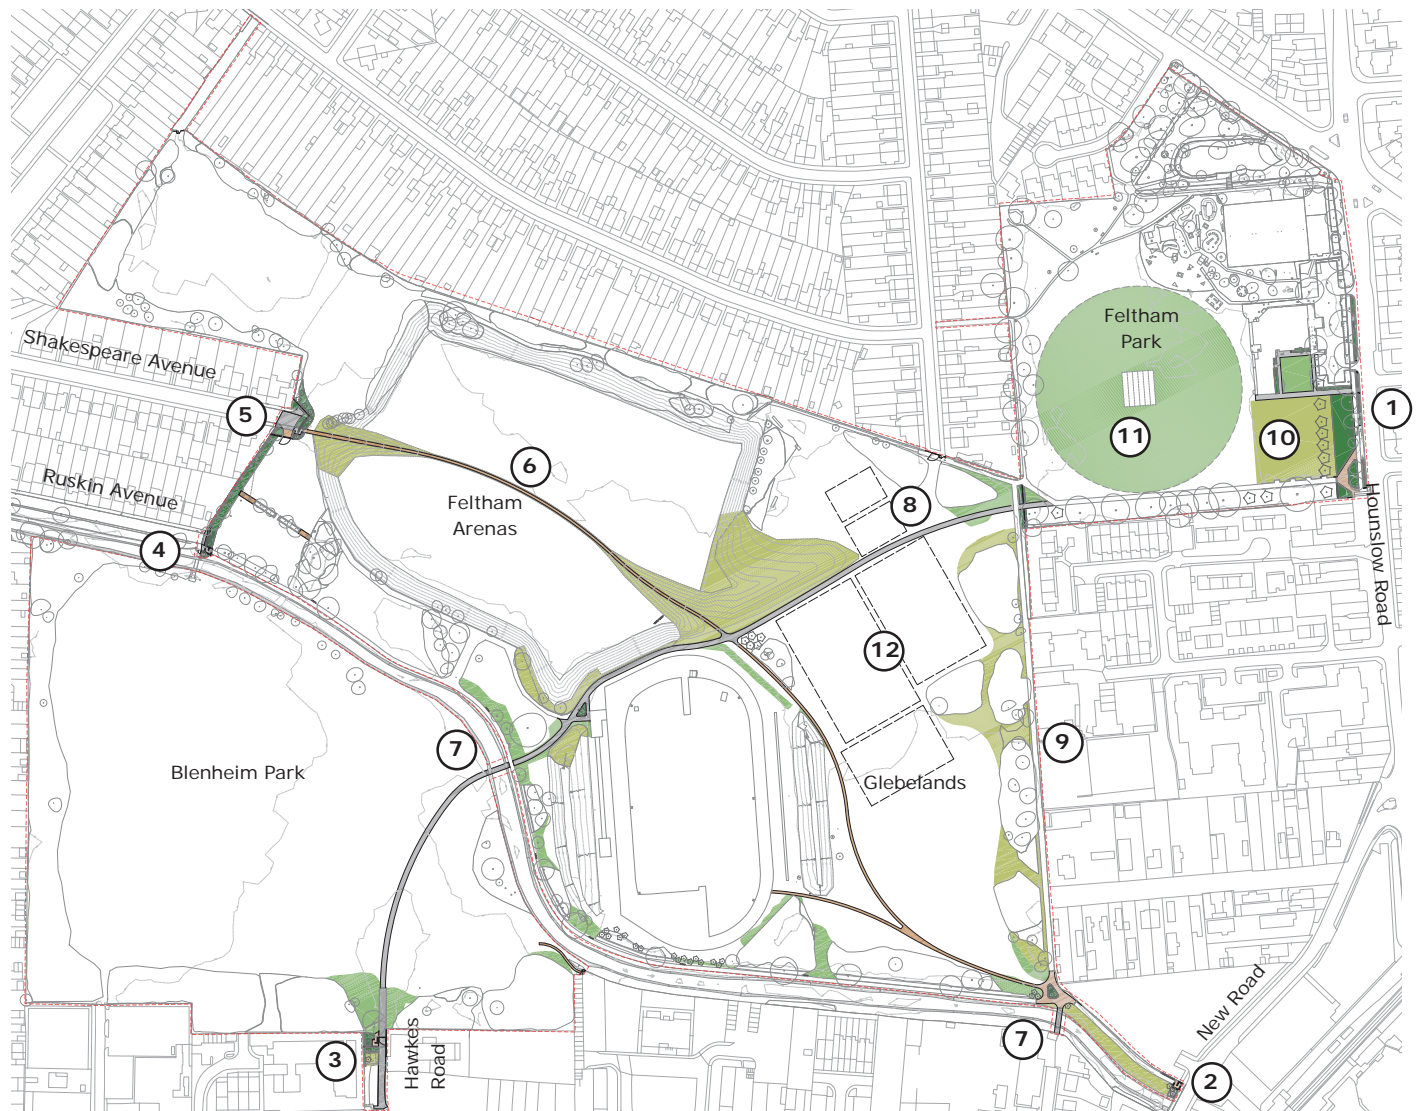 Feltham
Park
Shakespeare Avenue
5
1
11
10
6
Ruskin Avenue
Feltham
Arenas
8
Hounslow Road
4
12
7
9
Blenheim Park
Glebelands
New Road
Hawkes
Road
3
7
2